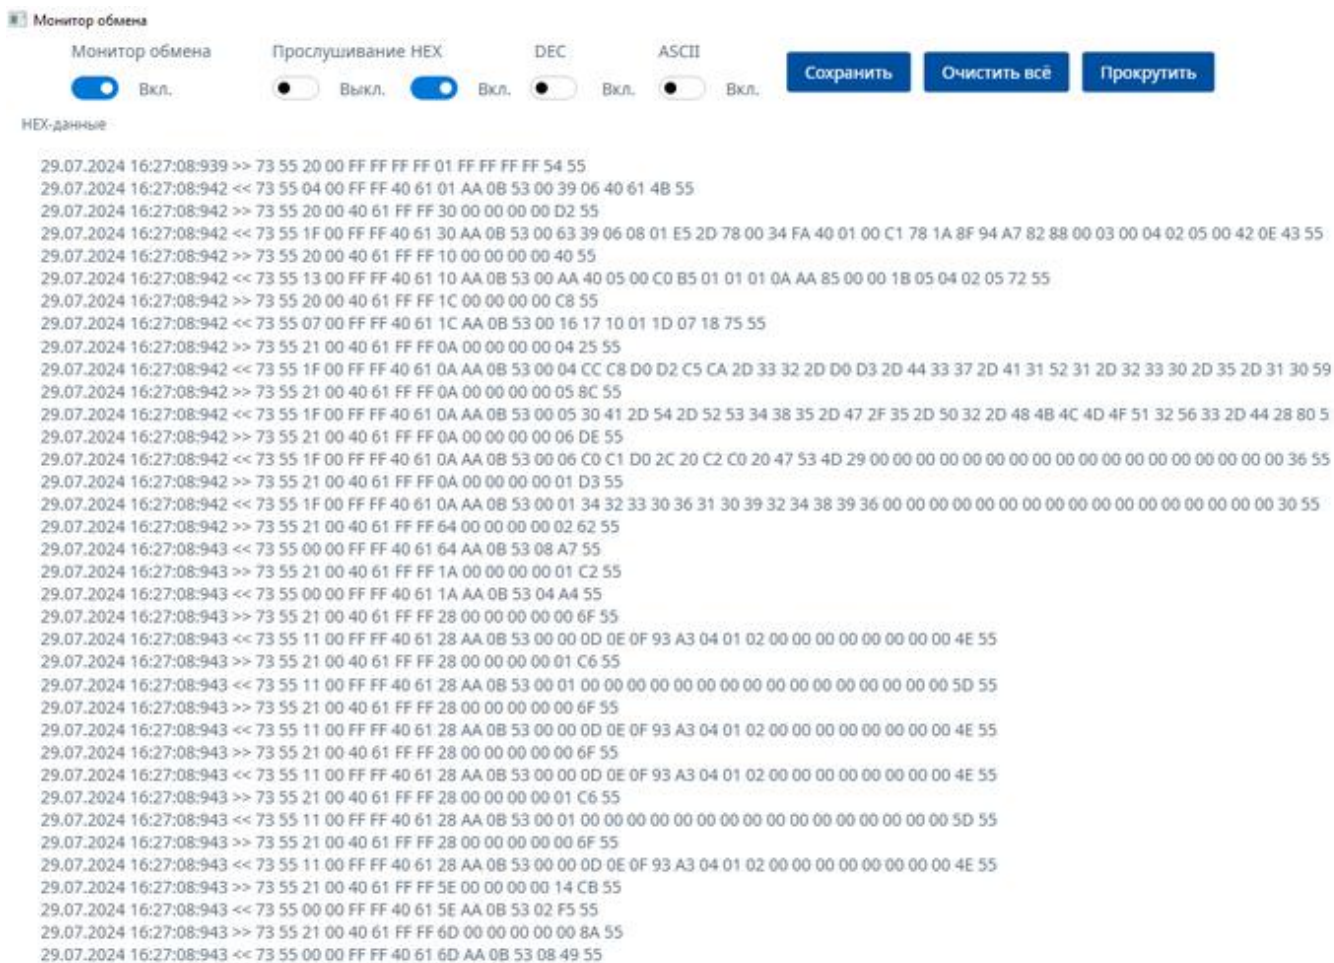 Монитор обмена
Монитор обмена Прослушивание HEX DEC ASCII
Вкл. Выкл. Вкл. Вкл. Вкл. Сохранить Очистить всё Прокрутить
HEX-данные
29.07.2024 16:27:08:939 >> 73 55 20 00 FF FF FF FF 01 FF FF FF FF 54 55
29.07.2024 16:27:08:942 << 73 55 04 00 FF FF 40 61 01 AA 0B 53 00 39 06 40 61 4B 55
29.07.2024 16:27:08:942 >> 73 55 20 00 40 61 FF FF 30 00 00 00 00 D2 55
29.07.2024 16:27:08:942 << 73 55 1F 00 FF FF 40 61 30 AA 0B 53 00 63 39 06 08 01 E5 2D 78 00 34 FA 40 01 00 C1 78 1A 8F 94 A7 82 88 00 03 00 04 02 05 00 42 0E 43 55
29.07.2024 16:27:08:942 >> 73 55 20 00 40 61 FF FF 10 00 00 00 00 40 55
29.07.2024 16:27:08:942 << 73 55 13 00 FF FF 40 61 10 AA 0B 53 00 AA 40 05 00 C0 B5 01 01 01 0A AA 85 00 00 1B 05 04 02 05 72 55
29.07.2024 16:27:08:942 >> 73 55 20 00 40 61 FF FF 1C 00 00 00 00 C8 55
29.07.2024 16:27:08:942 << 73 55 07 00 FF FF 40 61 1C AA 0B 53 00 16 17 10 01 1D 07 18 75 55
29.07.2024 16:27:08:942 >> 73 55 21 00 40 61 FF FF 0A 00 00 00 00 04 25 55
29.07.2024 16:27:08:942 << 73 55 1F 00 FF FF 40 61 0A AA 0B 53 00 04 CC C8 D0 D2 C5 CA 2D 33 32 2D D0 D3 2D 44 33 37 2D 41 31 52 31 2D 32 33 30 2D 35 2D 31 30 59
29.07.2024 16:27:08:942 >> 73 55 21 00 40 61 FF FF 0A 00 00 00 00 05 8C 55
29.07.2024 16:27:08:942 << 73 55 1F 00 FF FF 40 61 0A AA 0B 53 00 05 30 41 2D 54 2D 52 53 34 38 35 2D 47 2F 35 2D 50 32 2D 48 4B 4C 4D 4F 51 32 56 33 2D 44 28 80 5
29.07.2024 16:27:08:942 >> 73 55 21 00 40 61 FF FF 0A 00 00 00 00 06 DE 55
29.07.2024 16:27:08:942 << 73 55 1F 00 FF FF 40 61 0A AA 0B 53 00 06 C0 C1 D0 2C 20 C2 C0 20 47 53 4D 29 00 00 00 00 00 00 00 00 00 00 00 00 00 00 00 00 00 00 36 55
29.07.2024 16:27:08:942 >> 73 55 21 00 40 61 FF FF 0A 00 00 00 00 01 D3 55
29.07.2024 16:27:08:942 << 73 55 1F 00 FF FF 40 61 0A AA 0B 53 00 01 34 32 33 30 36 31 30 39 32 34 38 39 36 00 00 00 00 00 00 00 00 00 00 00 00 00 00 00 00 00 30 55
29.07.2024 16:27:08:942 >> 73 55 21 00 40 61 FF FF 64 00 00 00 00 02 62 55
29.07.2024 16:27:08:943 << 73 55 00 00 FF FF 40 61 64 AA 0B 53 08 A7 55
29.07.2024 16:27:08:943 >> 73 55 21 00 40 61 FF FF 1A 00 00 00 00 01 C2 55
29.07.2024 16:27:08:943 << 73 55 00 00 FF FF 40 61 1A AA 0B 53 04 A4 55
29.07.2024 16:27:08:943 >> 73 55 21 00 40 61 FF FF 28 00 00 00 00 00 6F 55
29.07.2024 16:27:08:943 << 73 55 11 00 FF FF 40 61 28 AA 0B 53 00 00 0D 0E 0F 93 A3 04 01 02 00 00 00 00 00 00 00 00 4E 55
29.07.2024 16:27:08:943 >> 73 55 21 00 40 61 FF FF 28 00 00 00 00 01 C6 55
29.07.2024 16:27:08:943 << 73 55 11 00 FF FF 40 61 28 AA 0B 53 00 01 00 00 00 00 00 00 00 00 00 00 00 00 00 00 00 00 5D 55
29.07.2024 16:27:08:943 >> 73 55 21 00 40 61 FF FF 28 00 00 00 00 00 6F 55
29.07.2024 16:27:08:943 << 73 55 11 00 FF FF 40 61 28 AA 0B 53 00 00 0D 0E 0F 93 A3 04 01 02 00 00 00 00 00 00 00 00 4E 55
29.07.2024 16:27:08:943 >> 73 55 21 00 40 61 FF FF 28 00 00 00 00 00 6F 55
29.07.2024 16:27:08:943 << 73 55 11 00 FF FF 40 61 28 AA 0B 53 00 00 0D 0E 0F 93 A3 04 01 02 00 00 00 00 00 00 00 00 4E 55
29.07.2024 16:27:08:943 >> 73 55 21 00 40 61 FF FF 28 00 00 00 00 01 C6 55
29.07.2024 16:27:08:943 << 73 55 11 00 FF FF 40 61 28 AA 0B 53 00 01 00 00 00 00 00 00 00 00 00 00 00 00 00 00 00 00 5D 55
29.07.2024 16:27:08:943 >> 73 55 21 00 40 61 FF FF 28 00 00 00 00 00 6F 55
29.07.2024 16:27:08:943 << 73 55 11 00 FF FF 40 61 28 AA 0B 53 00 00 0D 0E 0F 93 A3 04 01 02 00 00 00 00 00 00 00 00 4E 55
29.07.2024 16:27:08:943 >> 73 55 21 00 40 61 FF FF 5E 00 00 00 00 14 CB 55
29.07.2024 16:27:08:943 << 73 55 00 00 FF FF 40 61 5E AA 0B 53 02 F5 55
29.07.2024 16:27:08:943 >> 73 55 21 00 40 61 FF FF 6D 00 00 00 00 00 8A 55
29.07.2024 16:27:08:943 << 73 55 00 00 FF FF 40 61 6D AA 0B 53 08 49 55